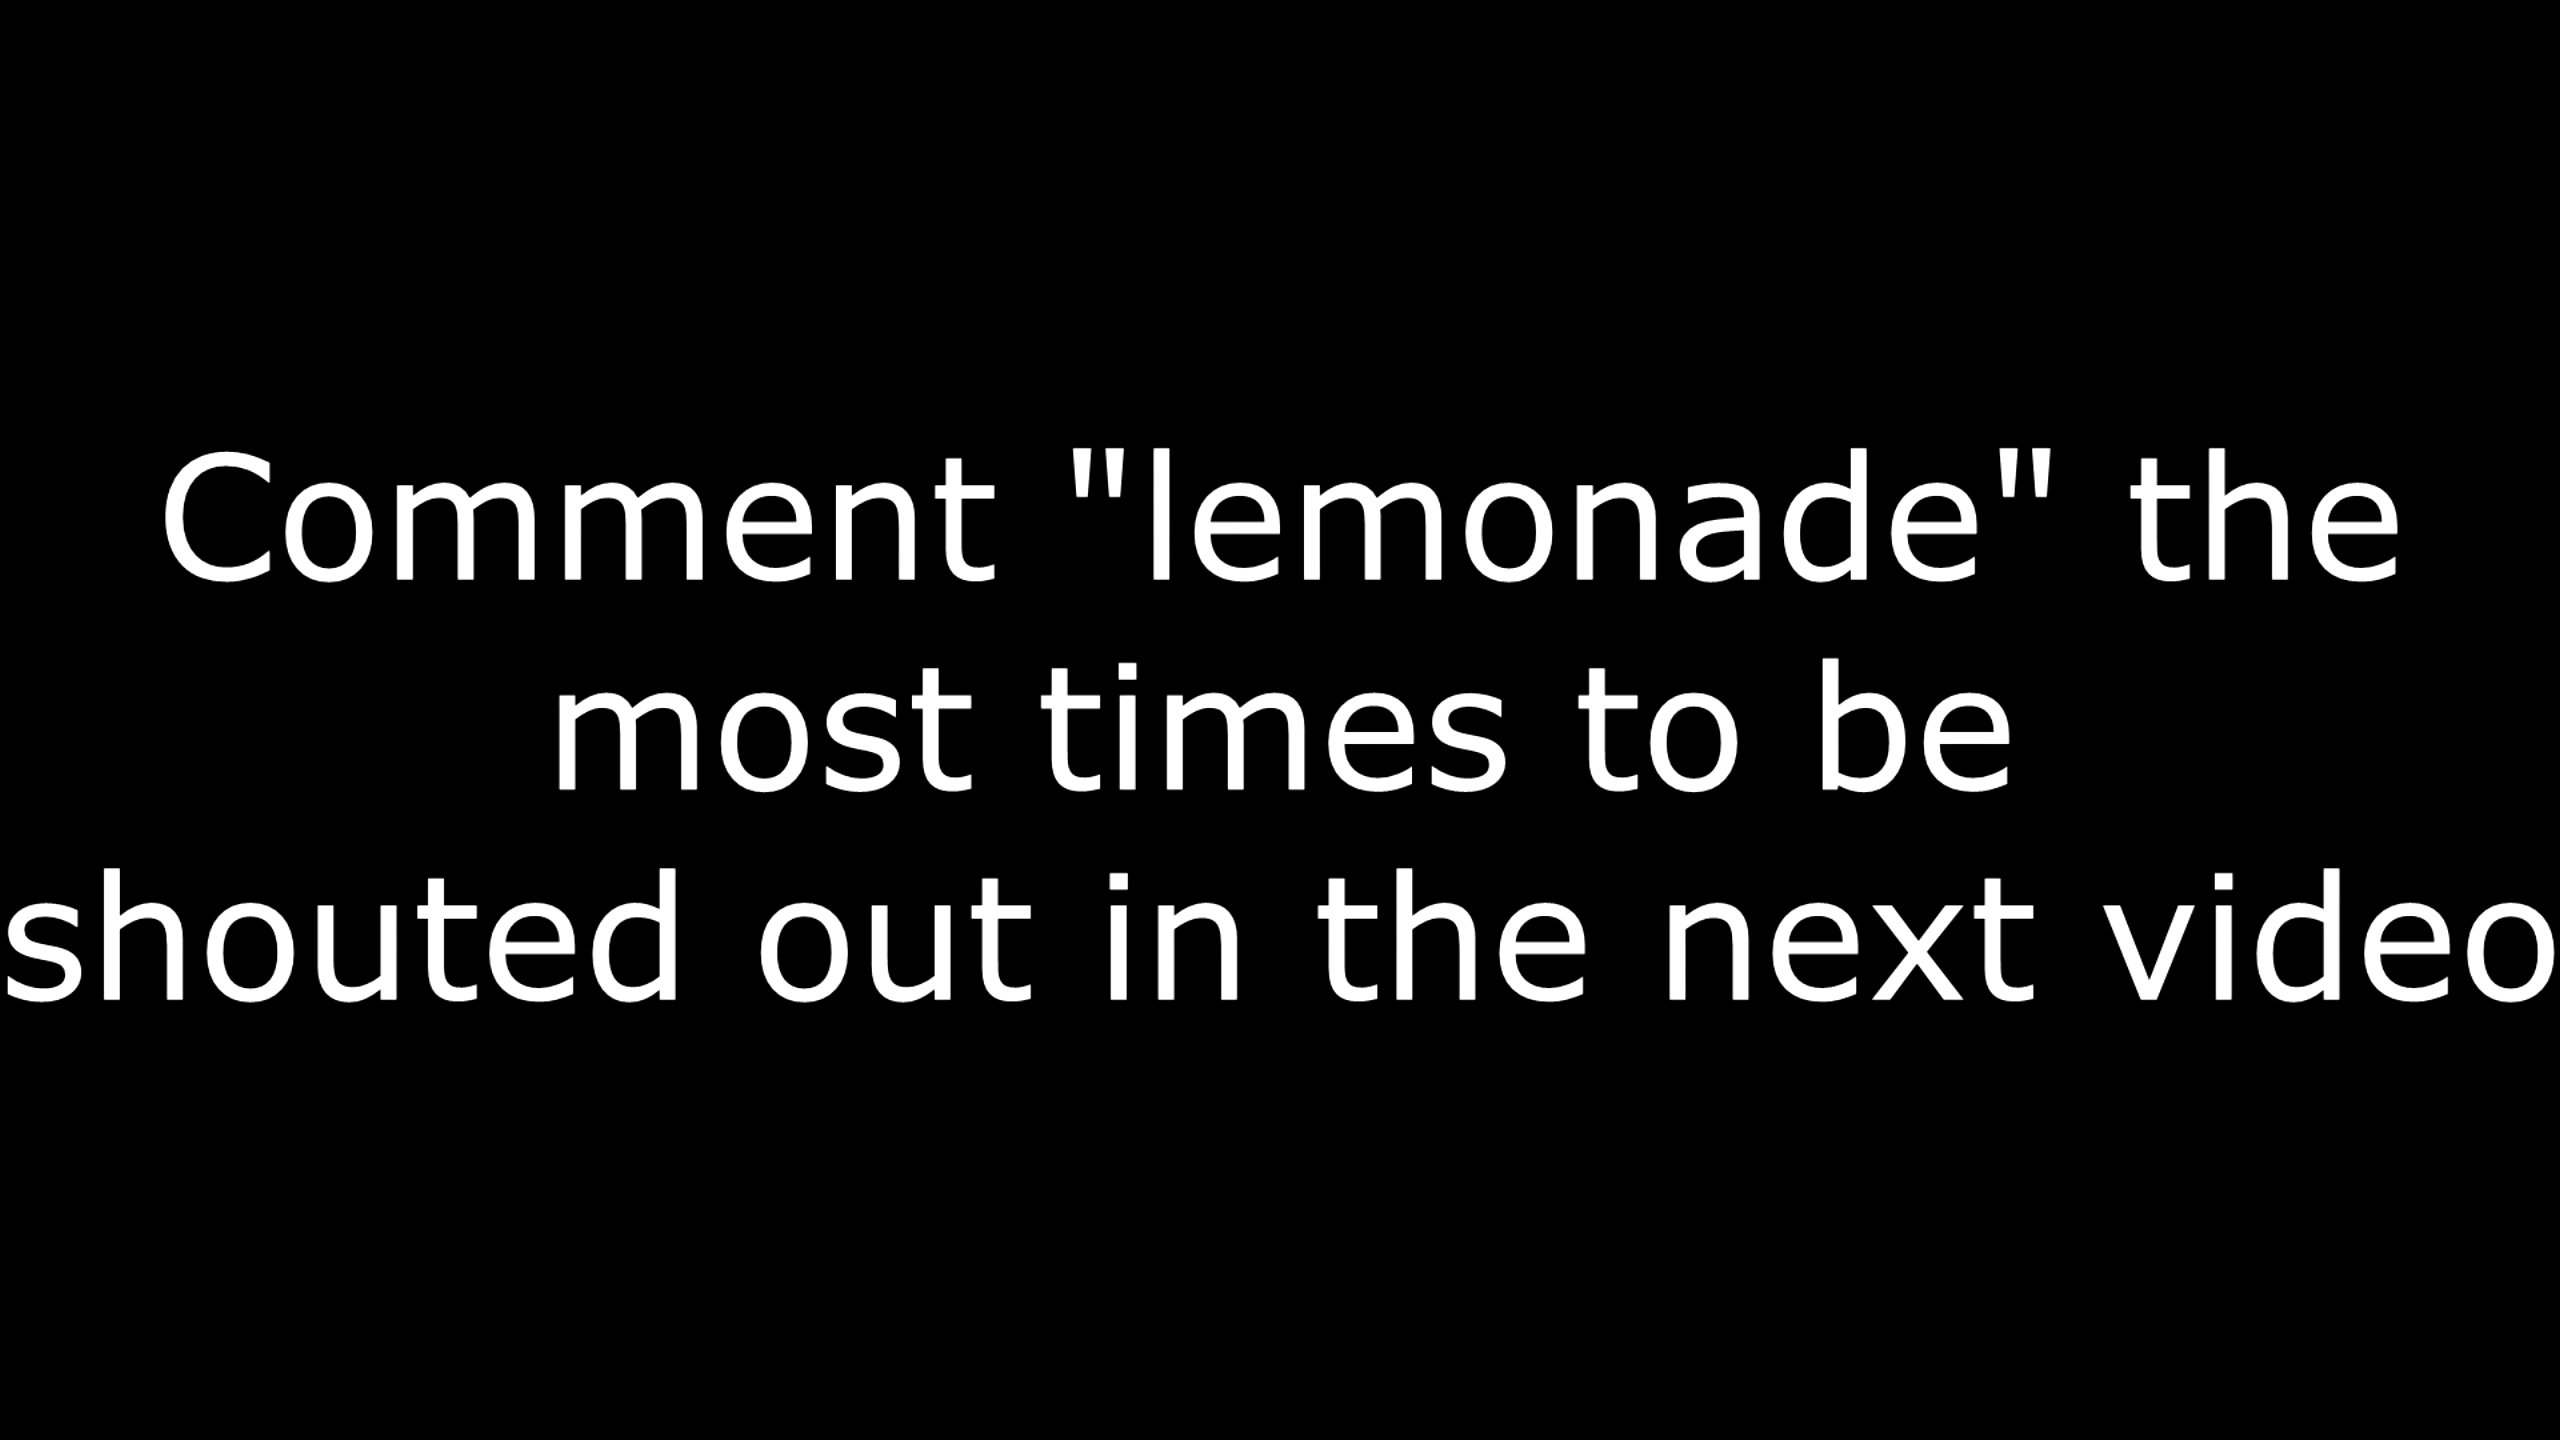 Comment "lemonade" the
most times to be
shouted out in the next video